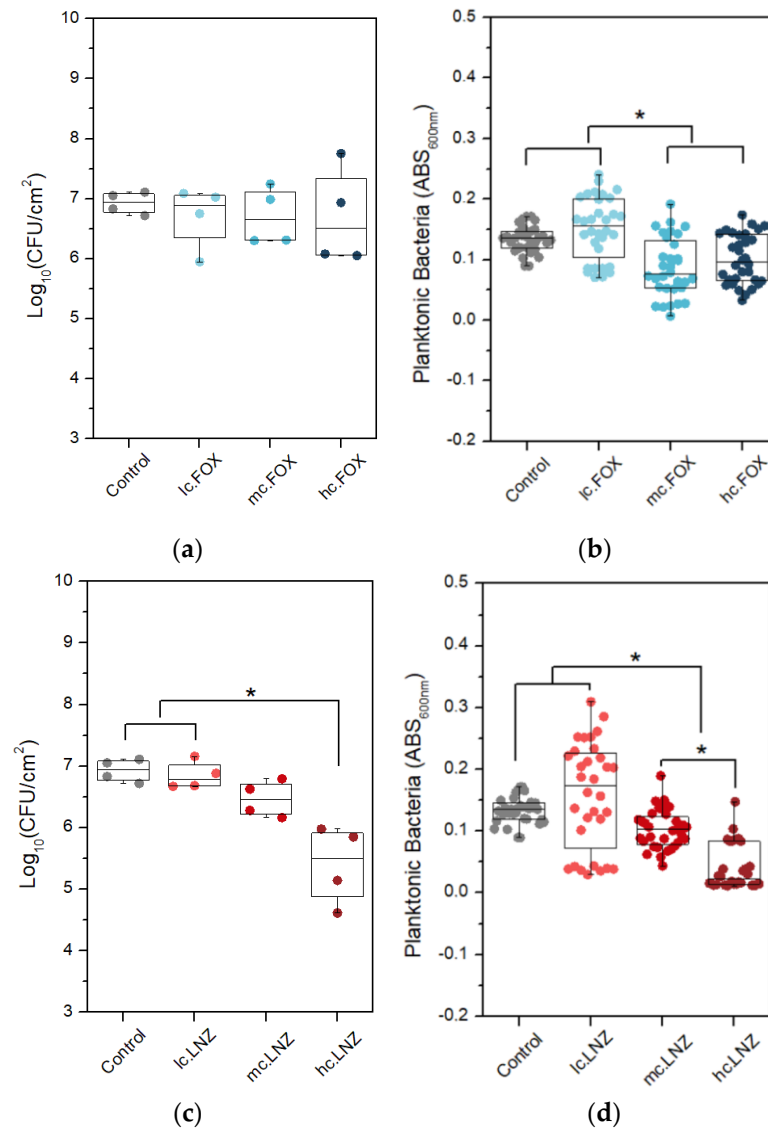 10
9
8
7
6
5
4
3
Log10(CFU/cm2)
Control
lc.FOX
mc.FOX
hc.FOX
(a)
0.5
0.4
0.3
0.2
0.1
0.0
-0.1
-0.2
Planktonic Bacteria (ABS600nm)
*
Control
lc.FOX
mc.FOX
hc.FOX
(b)
10
9
8
7
6
5
4
3
Log10(CFU/cm2)
*
Control
lc.LNZ
mc.LNZ
hc.LNZ
(c)
0.5
0.4
0.3
0.2
0.1
0.0
-0.1
-0.2
Planktonic Bacteria (ABS600nm)
*
*
Control
lc.LNZ
mc.LNZ
hc.LNZ
(d)